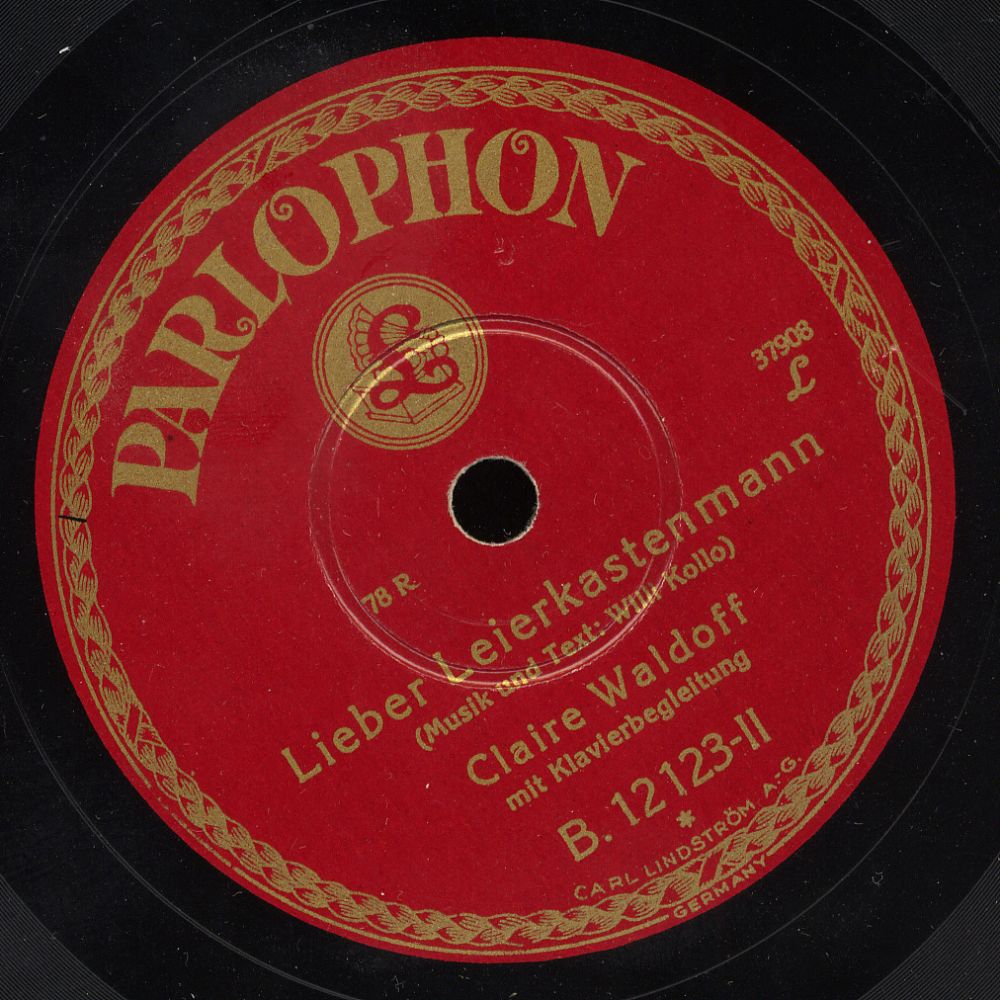 PARLOPHON
£
37908
L
78 R
Lieber Leierkastenmann
(Musik und Text: Willi Kollo)
Claire Waldoff
mit Klavierbegleitung
B. 12123-II
*
CARL LINDSTRÖM A.-G.
GERMANY